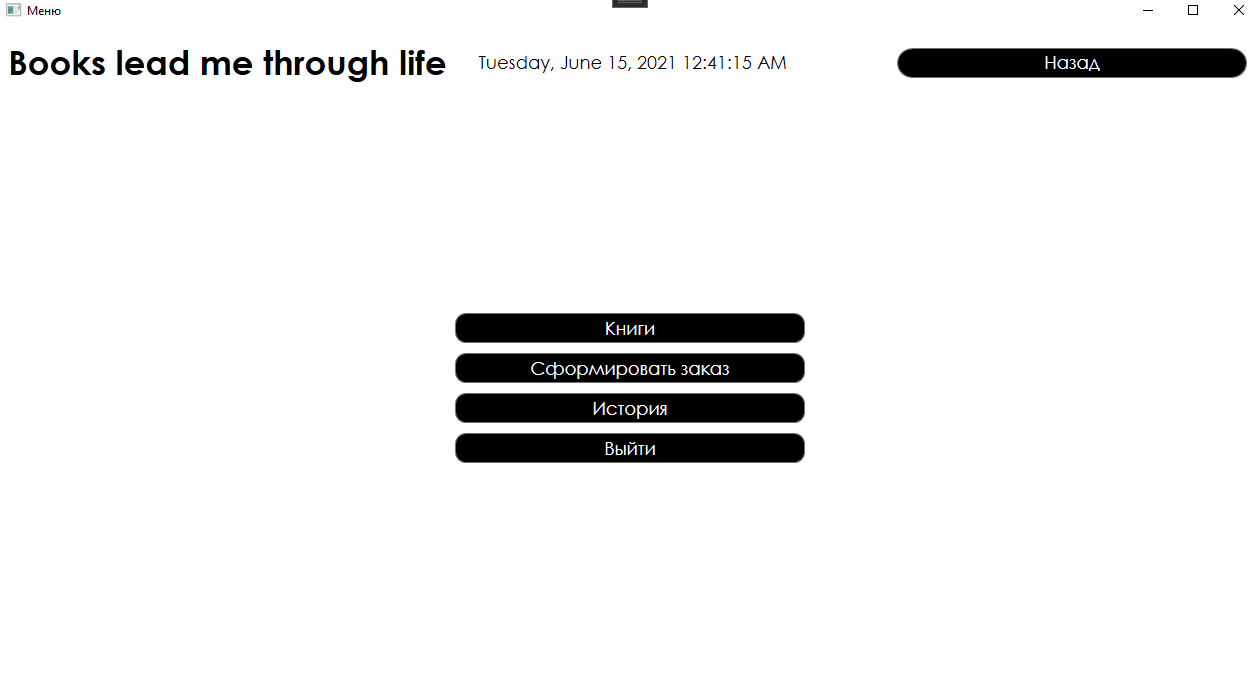 Меню
Books lead me through life
Tuesday, June 15, 2021 12:41:15 AM
Назад
Книги
Сформировать заказ
История
Выйти